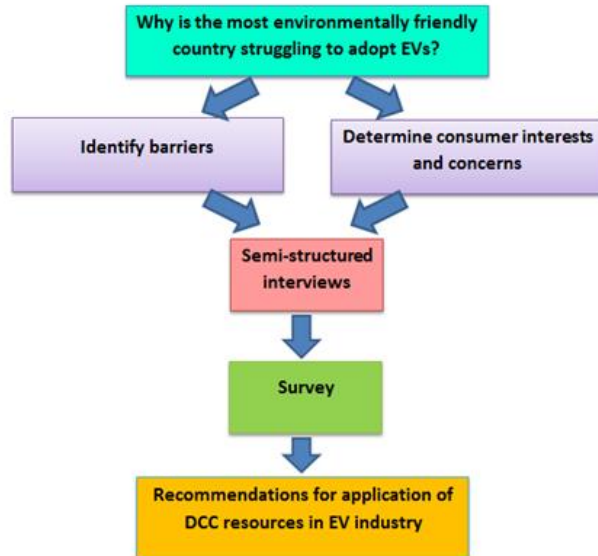 Why is the most environmentally friendly
country struggling to adopt EVs?
Identify barriers
Determine consumer interests
and concerns
Semi-structured
interviews
Survey
Recommendations for application of
DCC resources in EV industry